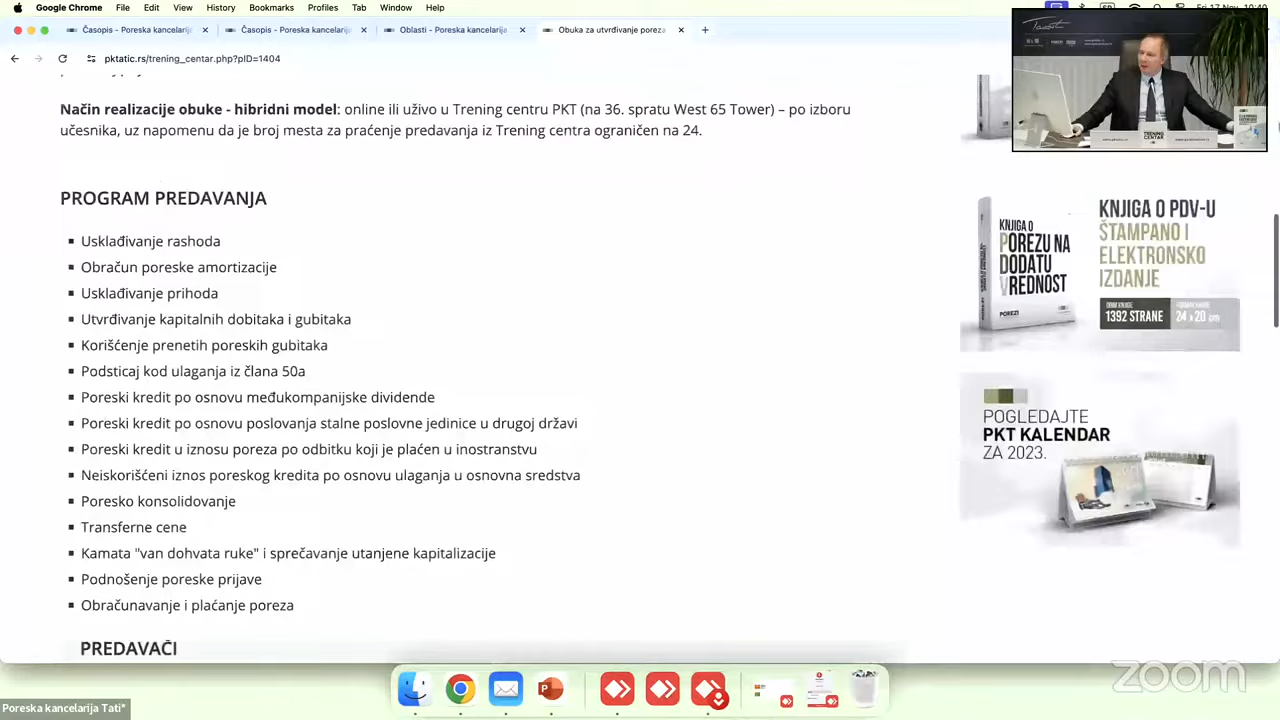 Google Chrome File Edit View History Bookmarks Profiles Tab Window Help
Fri 17 Nov 10:40
Časopis - Poreska kancelarija
Časopis - Poreska kancelarija
Oblasti - Poreska kancelarija
Obuka za utvrđivanje poreza
pktatic.rs/trening_centar.php?pID=1404
Način realizacije obuke - hibridni model: online ili uživo u Trening centru PKT (na 36. spratu West 65 Tower) – po izboru
učesnika, uz napomenu da je broj mesta za praćenje predavanja iz Trening centra ograničen na 24.
PROGRAM PREDAVANJA
Usklađivanje rashoda
Obračun poreske amortizacije
Usklađivanje prihoda
Utvrđivanje kapitalnih dobitaka i gubitaka
Korišćenje prenetih poreskih gubitaka
Podsticaj kod ulaganja iz člana 50a
Poreski kredit po osnovu međukompanijske dividende
Poreski kredit po osnovu poslovanja stalne poslovne jedinice u drugoj državi
Poreski kredit u iznosu poreza po odbitku koji je plaćen u inostranstvu
Neiskorišćeni iznos poreskog kredita po osnovu ulaganja u osnovna sredstva
Poresko konsolidovanje
Transferne cene
Kamata "van dohvata ruke" i sprečavanje utanjene kapitalizacije
Podnošenje poreske prijave
Obračunavanje i plaćanje poreza
PREDAVAČI
TRENING
CENTAR
KNJIGA O
POREZU NA
DODATU
VREDNOST
POREZI
KNJIGA O PDV-U
ŠTAMPANO I
ELEKTRONSKO
IZDANJE
1392 STRANE
24 x 20 cm
POGLEDAJTE
PKT KALENDAR
ZA 2023.
zoom
Poreska kancelarija Tati*